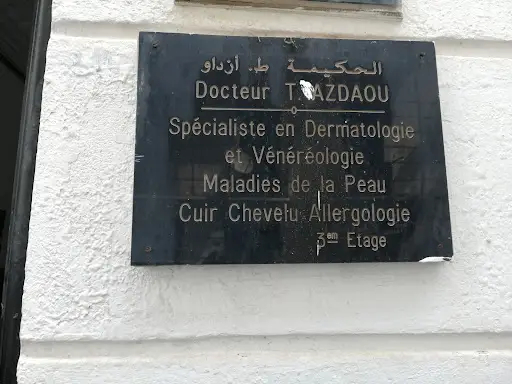 الحكيمة ط. أزداو
Docteur T. AZDAOU
Spécialiste en Dermatologie
et Vénéréologie
Maladies de la Peau
Cuir Chevelu Allergologie
3em Etage